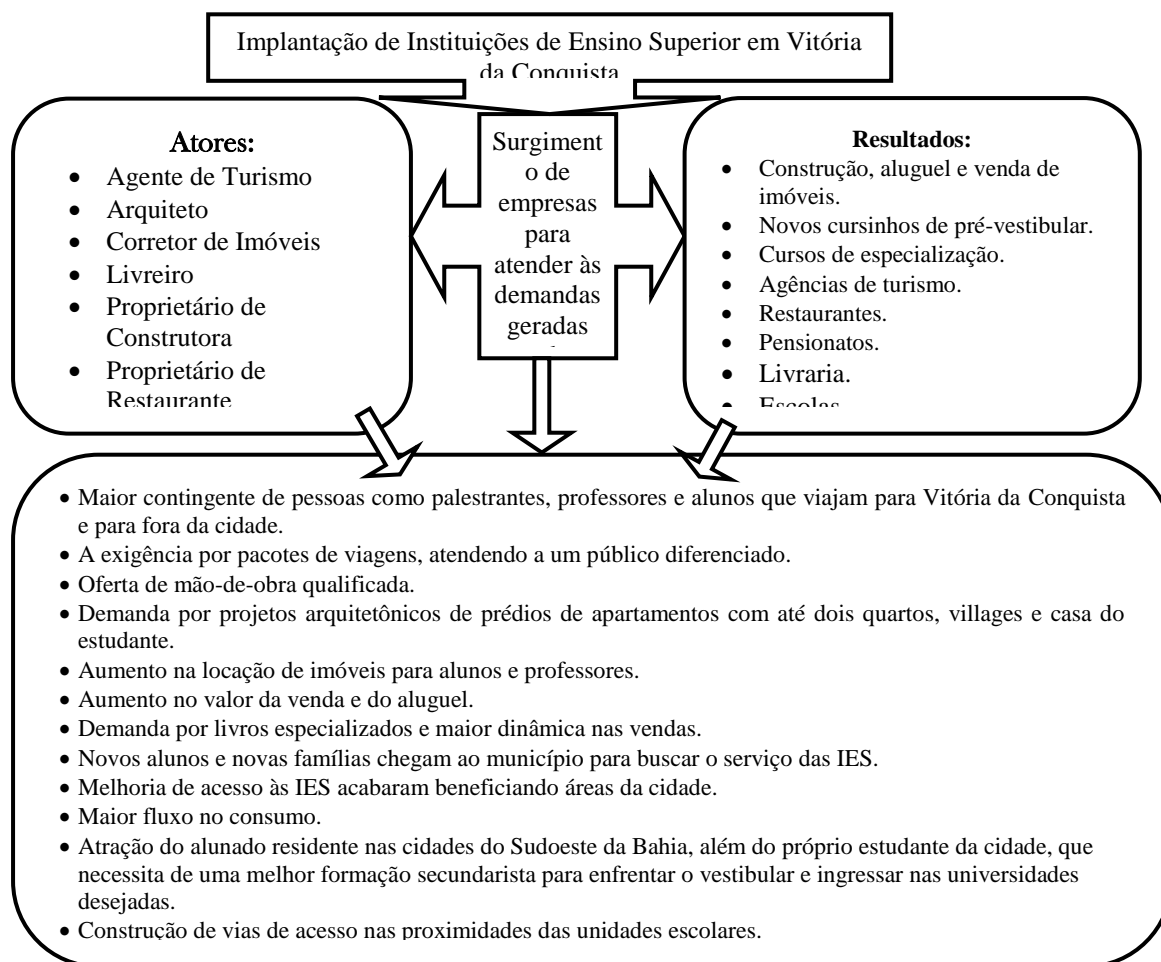 Implantação de Instituições de Ensino Superior em Vitória
da Conquista
Atores:
• Agente de Turismo
• Arquiteto
• Corretor de Imóveis
• Livreiro
• Proprietário de
Construtora
• Proprietário de
Restaurante
Surgiment
o de
empresas
para
atender às
demandas
geradas
Resultados:
• Construção, aluguel e venda de
imóveis.
• Novos cursinhos de pré-vestibular.
• Cursos de especialização.
• Agências de turismo.
• Restaurantes.
• Pensionatos.
• Livraria.
• Escolas
• Maior contingente de pessoas como palestrantes, professores e alunos que viajam para Vitória da Conquista
e para fora da cidade.
• A exigência por pacotes de viagens, atendendo a um público diferenciado.
• Oferta de mão-de-obra qualificada.
• Demanda por projetos arquitetônicos de prédios de apartamentos com até dois quartos, villages e casa do
estudante.
• Aumento na locação de imóveis para alunos e professores.
• Aumento no valor da venda e do aluguel.
• Demanda por livros especializados e maior dinâmica nas vendas.
• Novos alunos e novas famílias chegam ao município para buscar o serviço das IES.
• Melhoria de acesso às IES acabaram beneficiando áreas da cidade.
• Maior fluxo no consumo.
• Atração do alunado residente nas cidades do Sudoeste da Bahia, além do próprio estudante da cidade, que
necessita de uma melhor formação secundarista para enfrentar o vestibular e ingressar nas universidades
desejadas.
• Construção de vias de acesso nas proximidades das unidades escolares.